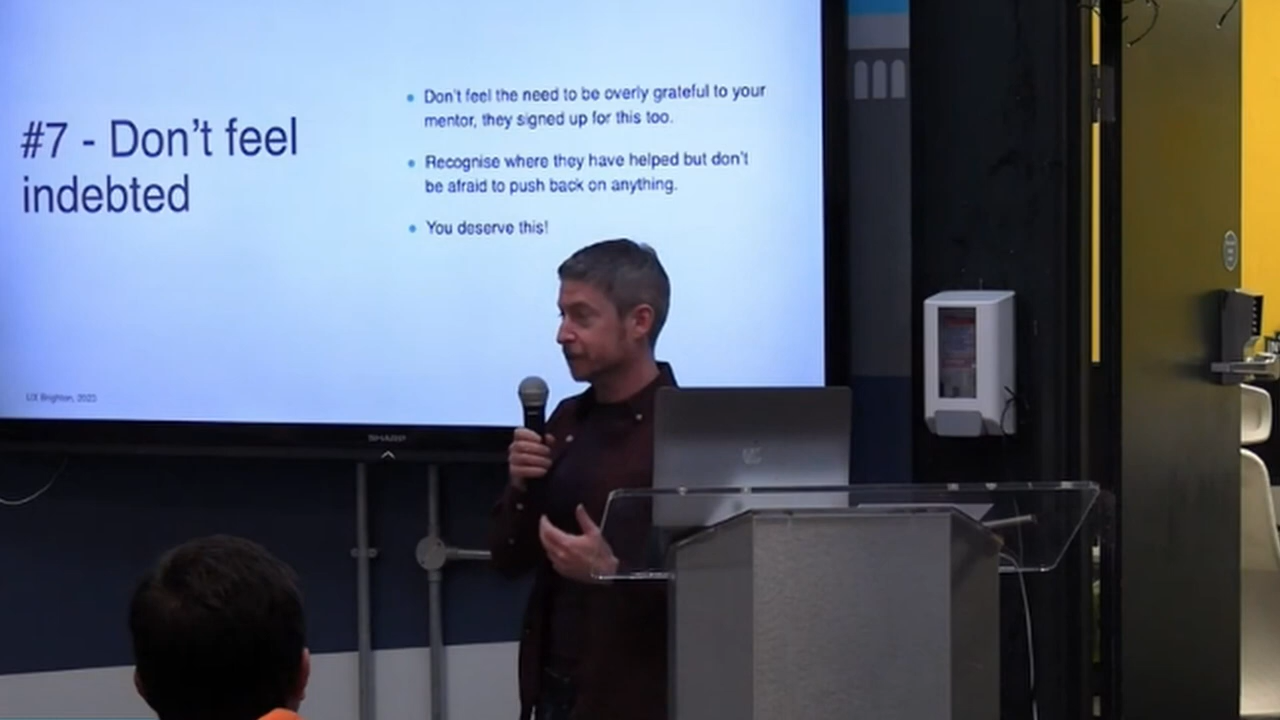 #7 - Don't feel
indebted
Don't feel the need to be overly grateful to your
mentor, they signed up for this too.
Recognise where they have helped but don't
be afraid to push back on anything.
You deserve this!
UX Brighton, 2023
SHARP